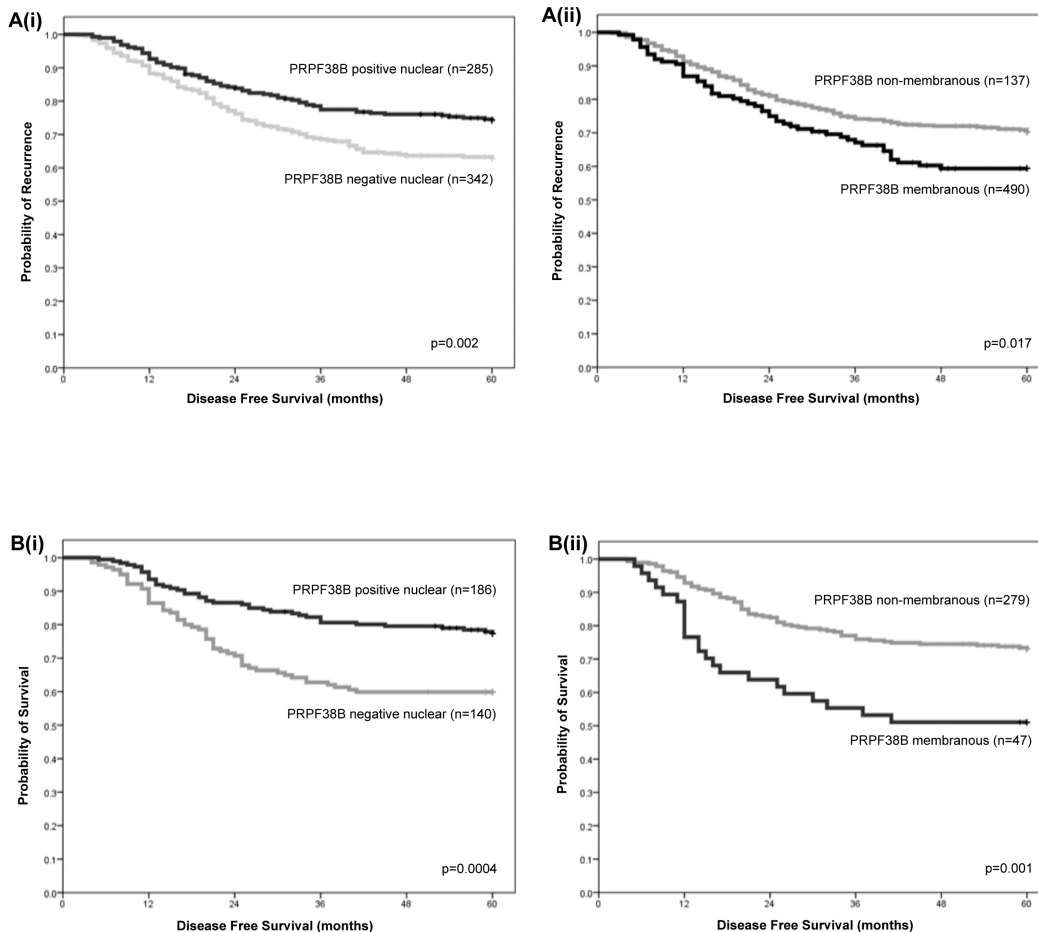 A(i)
1.0
0.9
0.8
0.7
0.6
0.5
0.4
0.3
0.2
0.1
0.0
0 12 24 36 48 60
Probability of Recurrence
Disease Free Survival (months)
PRPF38B positive nuclear (n=285)
PRPF38B negative nuclear (n=342)
p=0.002
A(ii)
1.0
0.9
0.8
0.7
0.6
0.5
0.4
0.3
0.2
0.1
0.0
0 12 24 36 48 60
Probability of Recurrence
Disease Free Survival (months)
PRPF38B non-membranous (n=137)
PRPF38B membranous (n=490)
p=0.017
B(i)
1.0
0.9
0.8
0.7
0.6
0.5
0.4
0.3
0.2
0.1
0.0
0 12 24 36 48 60
Probability of Survival
Disease Free Survival (months)
PRPF38B positive nuclear (n=186)
PRPF38B negative nuclear (n=140)
p=0.0004
B(ii)
1.0
0.9
0.8
0.7
0.6
0.5
0.4
0.3
0.2
0.1
0.0
0 12 24 36 48 60
Probability of Survival
Disease Free Survival (months)
PRPF38B non-membranous (n=279)
PRPF38B membranous (n=47)
p=0.001